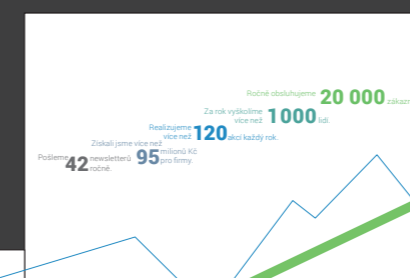 Ročně obsluhujeme 20 000 zákazn
Za rok vyškolíme
více než 1000 lidí.
Realizujeme
více než 120 akcí každý rok.
Získali jsme více než
95 milionů Kč
pro firmy.
Pošleme 42 newsletterů
ročně.